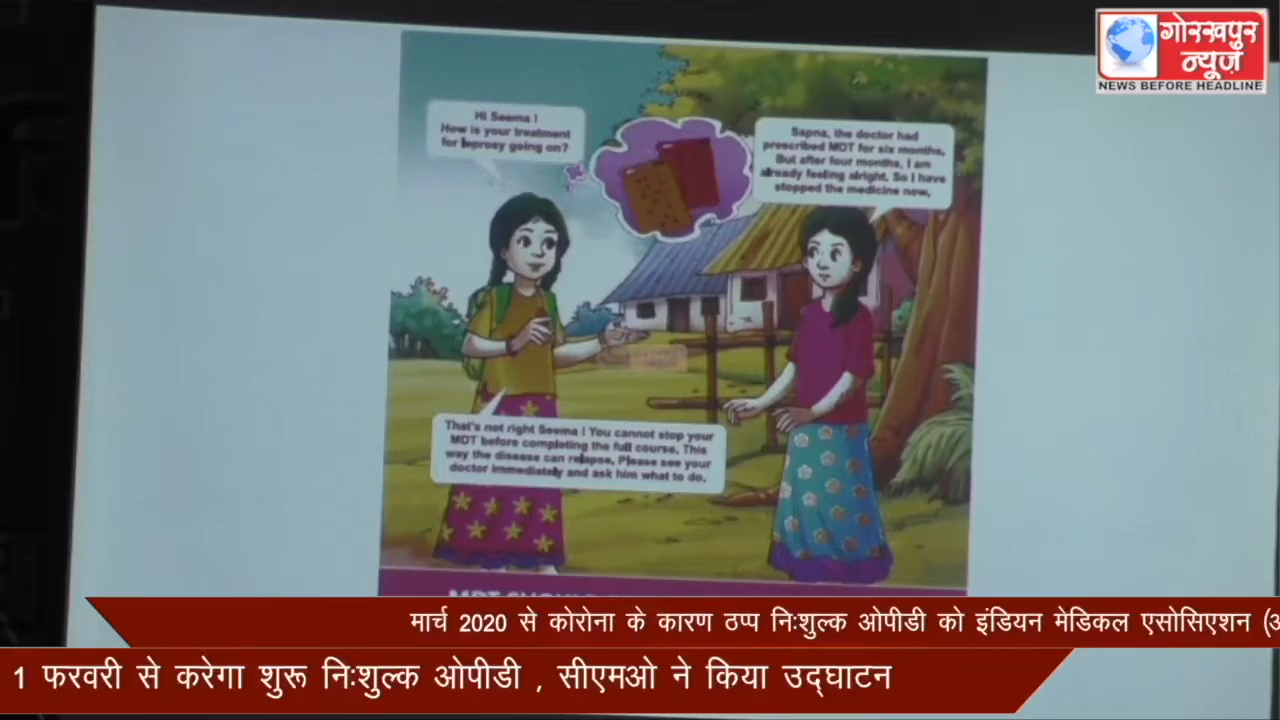 गोरखपुर
न्यूज़
NEWS BEFORE HEADLINE
Hi Seema !
How is your treatment
for leprosy going on?
Sapna, the doctor had
prescribed MDT for six months.
But after four months, I am
already feeling alright. So I have
stopped the medicine now.
That's not right Seema ! You cannot stop your
MDT before completing the full course. This
way the disease can relapse. Please see your
doctor immediately and ask him what to do.
मार्च 2020 से कोरोना के कारण ठप्प निःशुल्क ओपीडी को इंडियन मेडिकल एसोसिएशन
1 फरवरी से करेगा शुरू निःशुल्क ओपीडी , सीएमओ ने किया उद्घाटन